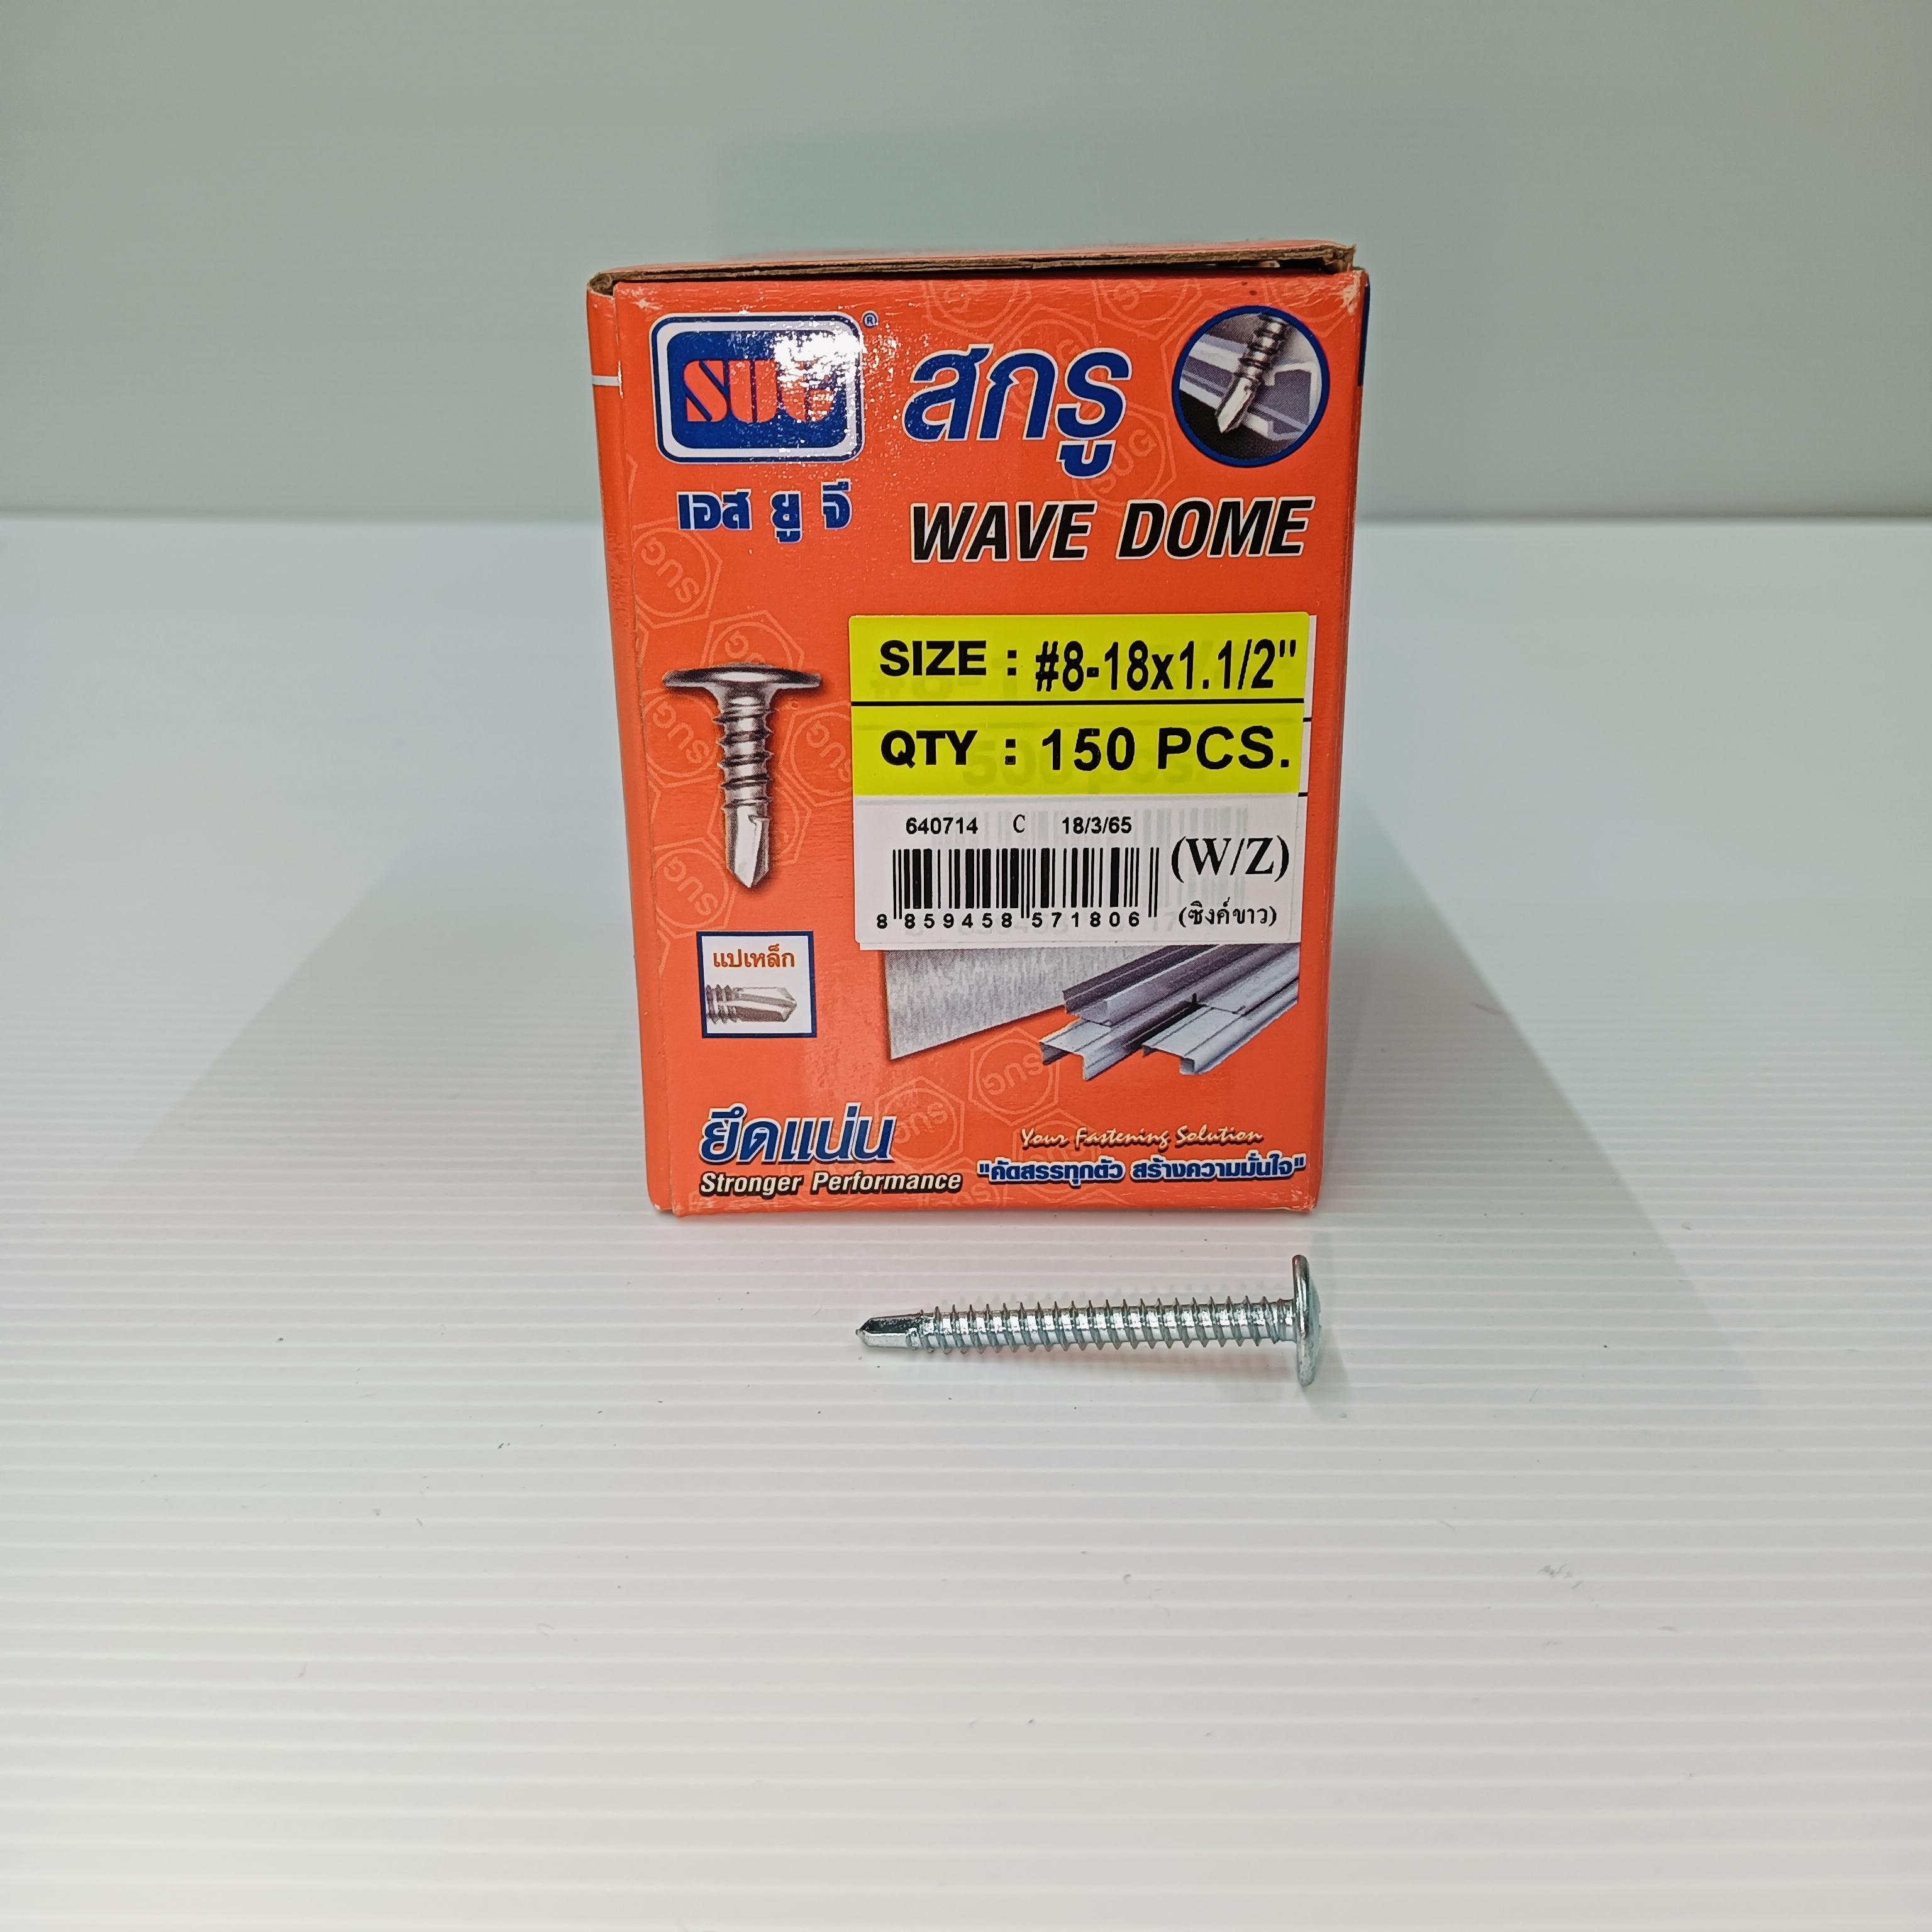 SUG ®
สกรู
เอส ยู จี
WAVE DOME
SIZE : #8-18x1.1/2"
QTY : 150 PCS.
640714 C 18/3/65
(W/Z)
8 859458 571806
(ซิงค์ขาว)
แปเหล็ก
ยึดแน่น
Stronger Performance
Your Fastening Solution
"คัดสรรทุกตัว สร้างความมั่นใจ"